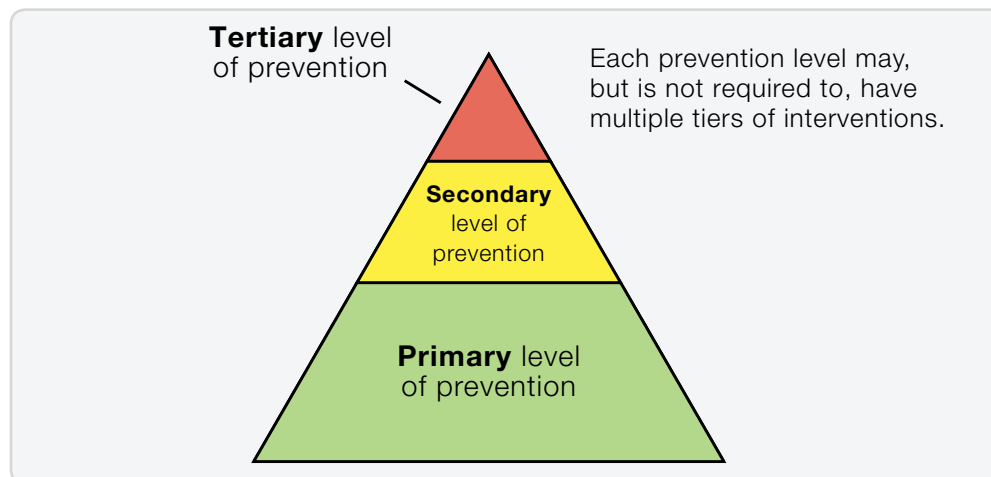 Tertiary level
of prevention
Each prevention level may,
but is not required to, have
multiple tiers of interventions.
Secondary
level of
prevention
Primary level
of prevention